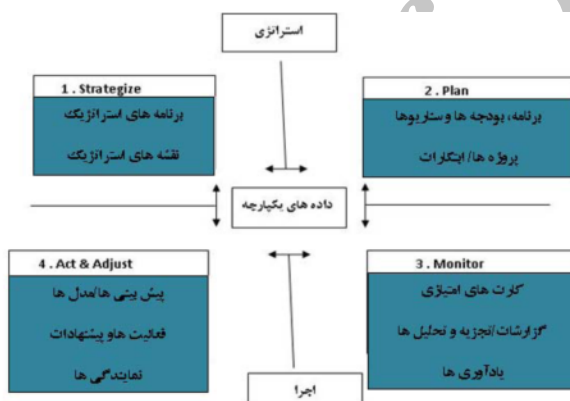 استراتژی
1 . Strategize
برنامه های استراتژیک
نقشه های استراتژیک
2 . Plan
برنامه، بودجه ها و سناریوها
پروژه ها/ ابتکارات
داده های یکپارچه
4 . Act & Adjust
پیش بینی ها/مدل ها
فعالیت ها و پیشنهادات
نمایندگی ها
3 . Monitor
کارت های امتیازی
گزارشات/تجزیه و تحلیل ها
یادآوری ها
اجرا